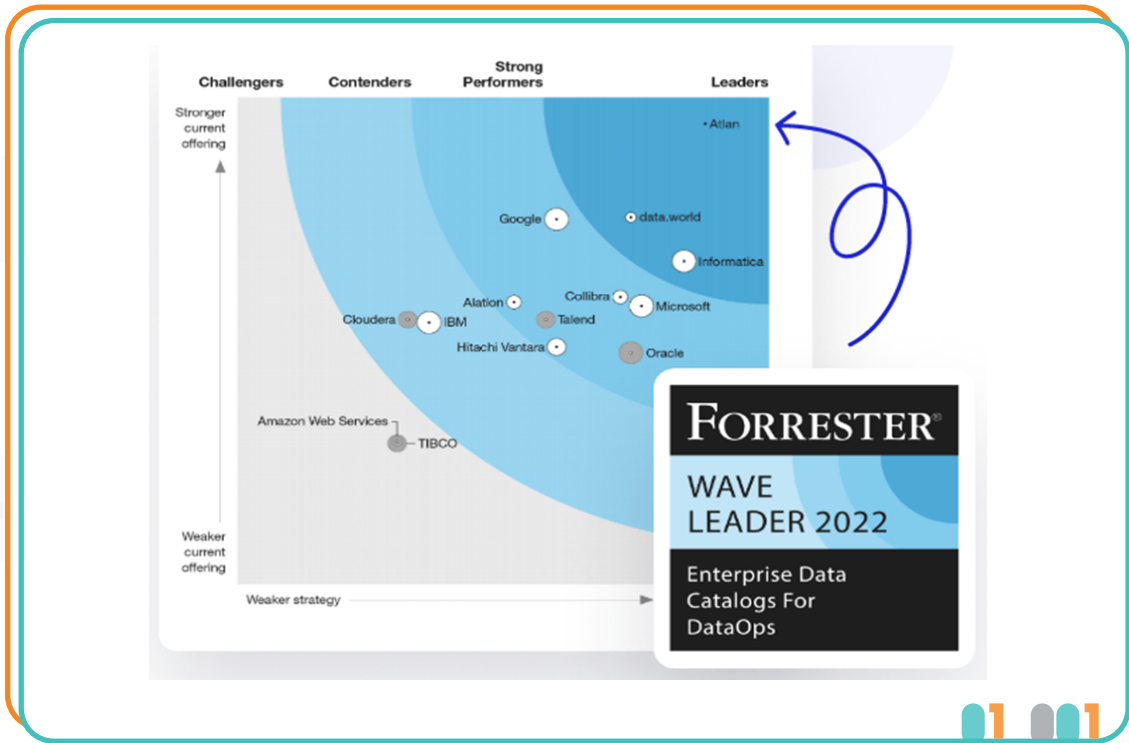 Challengers
Contenders
Strong
Performers
Leaders
Stronger
current
offering
Atlan
Google
data.world
Informatica
Alation
Collibra
Microsoft
Cloudera
IBM
Talend
Hitachi Vantara
Oracle
Amazon Web Services
TIBCO
Weaker
current
offering
Weaker strategy
FORRESTER®
WAVE
LEADER 2022
Enterprise Data
Catalogs For
DataOps
01 001